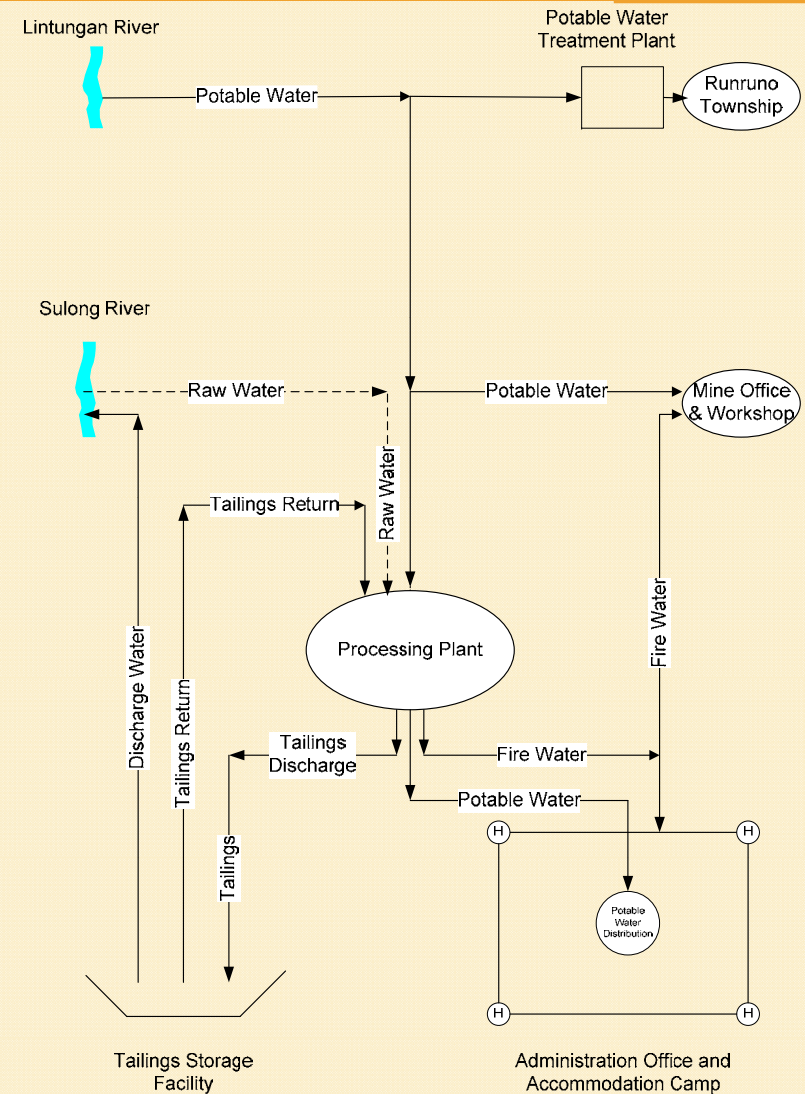 Lintungan River
Potable Water
Treatment Plant
Potable Water
Runruno
Township
Sulong River
Raw Water
Potable Water
Mine Office
& Workshop
Raw Water
Tailings Return
Discharge Water
Tailings Return
Fire Water
Processing Plant
Tailings
Discharge
Fire Water
Potable Water
Tailings
H
H
Potable
Water
Distribution
H
H
Tailings Storage
Facility
Administration Office and
Accommodation Camp